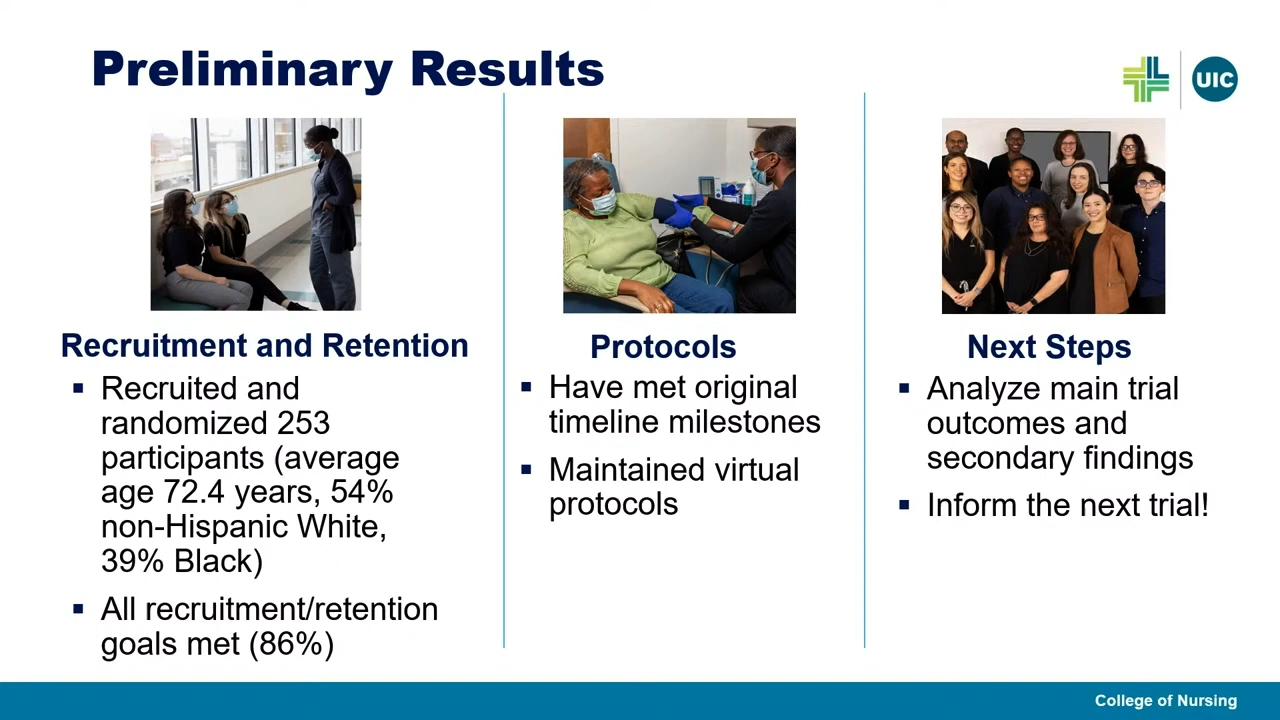 Preliminary Results
UIC
Recruitment and Retention
▪ Recruited and
randomized 253
participants (average
age 72.4 years, 54%
non-Hispanic White,
39% Black)
▪ All recruitment/retention
goals met (86%)
Protocols
▪ Have met original
timeline milestones
▪ Maintained virtual
protocols
Next Steps
▪ Analyze main trial
outcomes and
secondary findings
▪ Inform the next trial!
College of Nursing